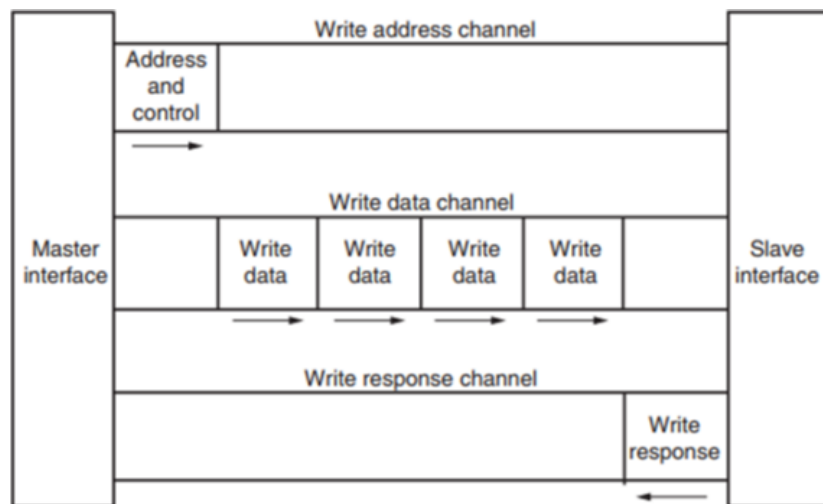 Write address channel
Address
and
control
Write data channel
Master
interface
Write
data
Write
data
Write
data
Write
data
Slave
interface
Write response channel
Write
response